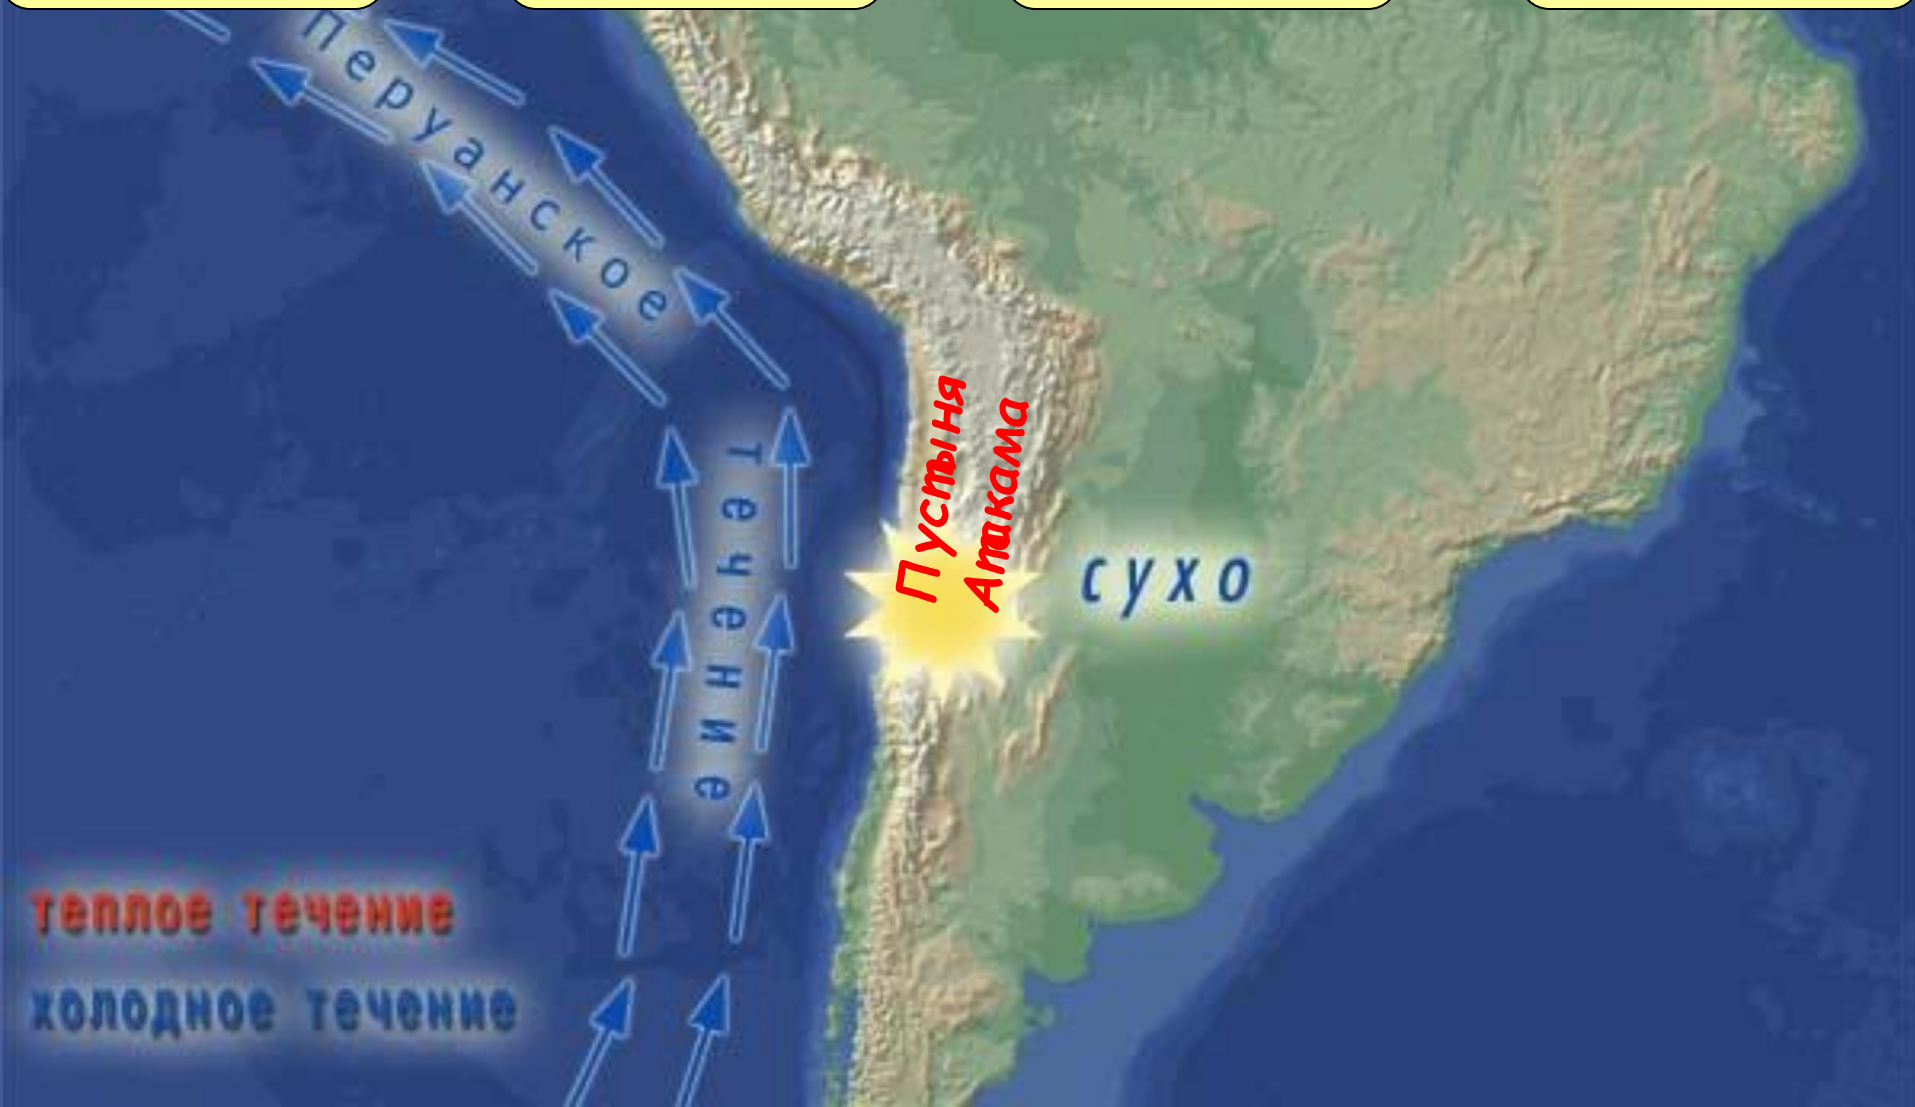 Перуанское
течение
Пустыня
Атакама
сухо
теплое течение
холодное течение